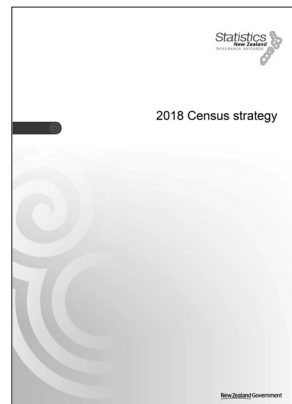 Statistics
New Zealand
TATAURANGA AOTEAROA
2018 Census strategy
New Zealand Government